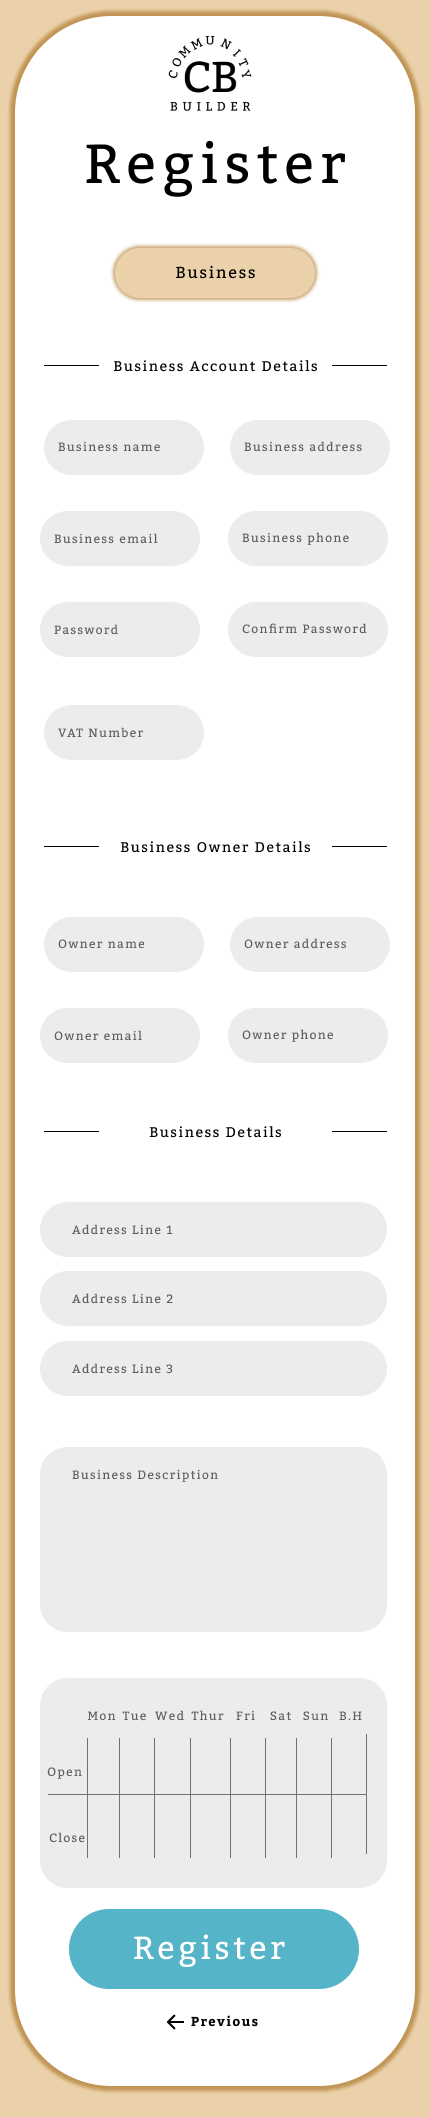 COMMUNITY
CB
BUILDER
Register
Business
Business Account Details
Business name Business address
Business email Business phone
Password Confirm Password
VAT Number
Business Owner Details
Owner name Owner address
Owner email Owner phone
Business Details
Address Line 1
Address Line 2
Address Line 3
Business Description
Mon Tue Wed Thur Fri Sat Sun B.H
Open
Close
Register
Previous